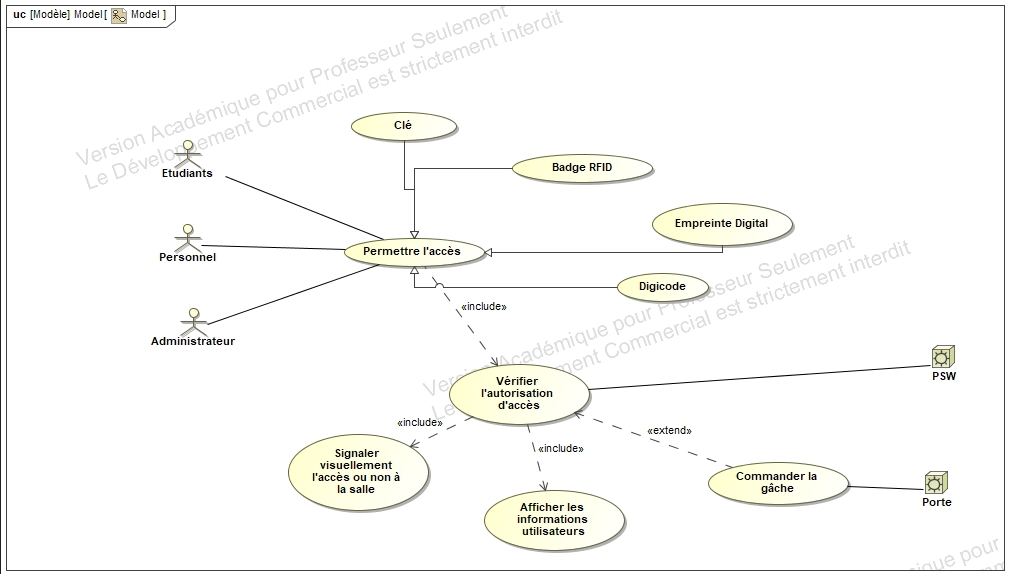 uc [Modèle] Model [ Model ]
Version Académique pour Professeur Seulement
Le Développement Commercial est strictement interdit
Clé
Badge RFID
Etudiants
Empreinte Digital
Personnel
Permettre l'accès
Digicode
Administrateur
«include»
Version Académique pour Professeur Seulement
Le Développement Commercial est strictement interdit
PSW
Vérifier
l'autorisation
d'accès
«include»
«include»
«extend»
Signaler
visuellement
l'accès ou non à
la salle
Commander la
gâche
Porte
Afficher les
informations
utilisateurs